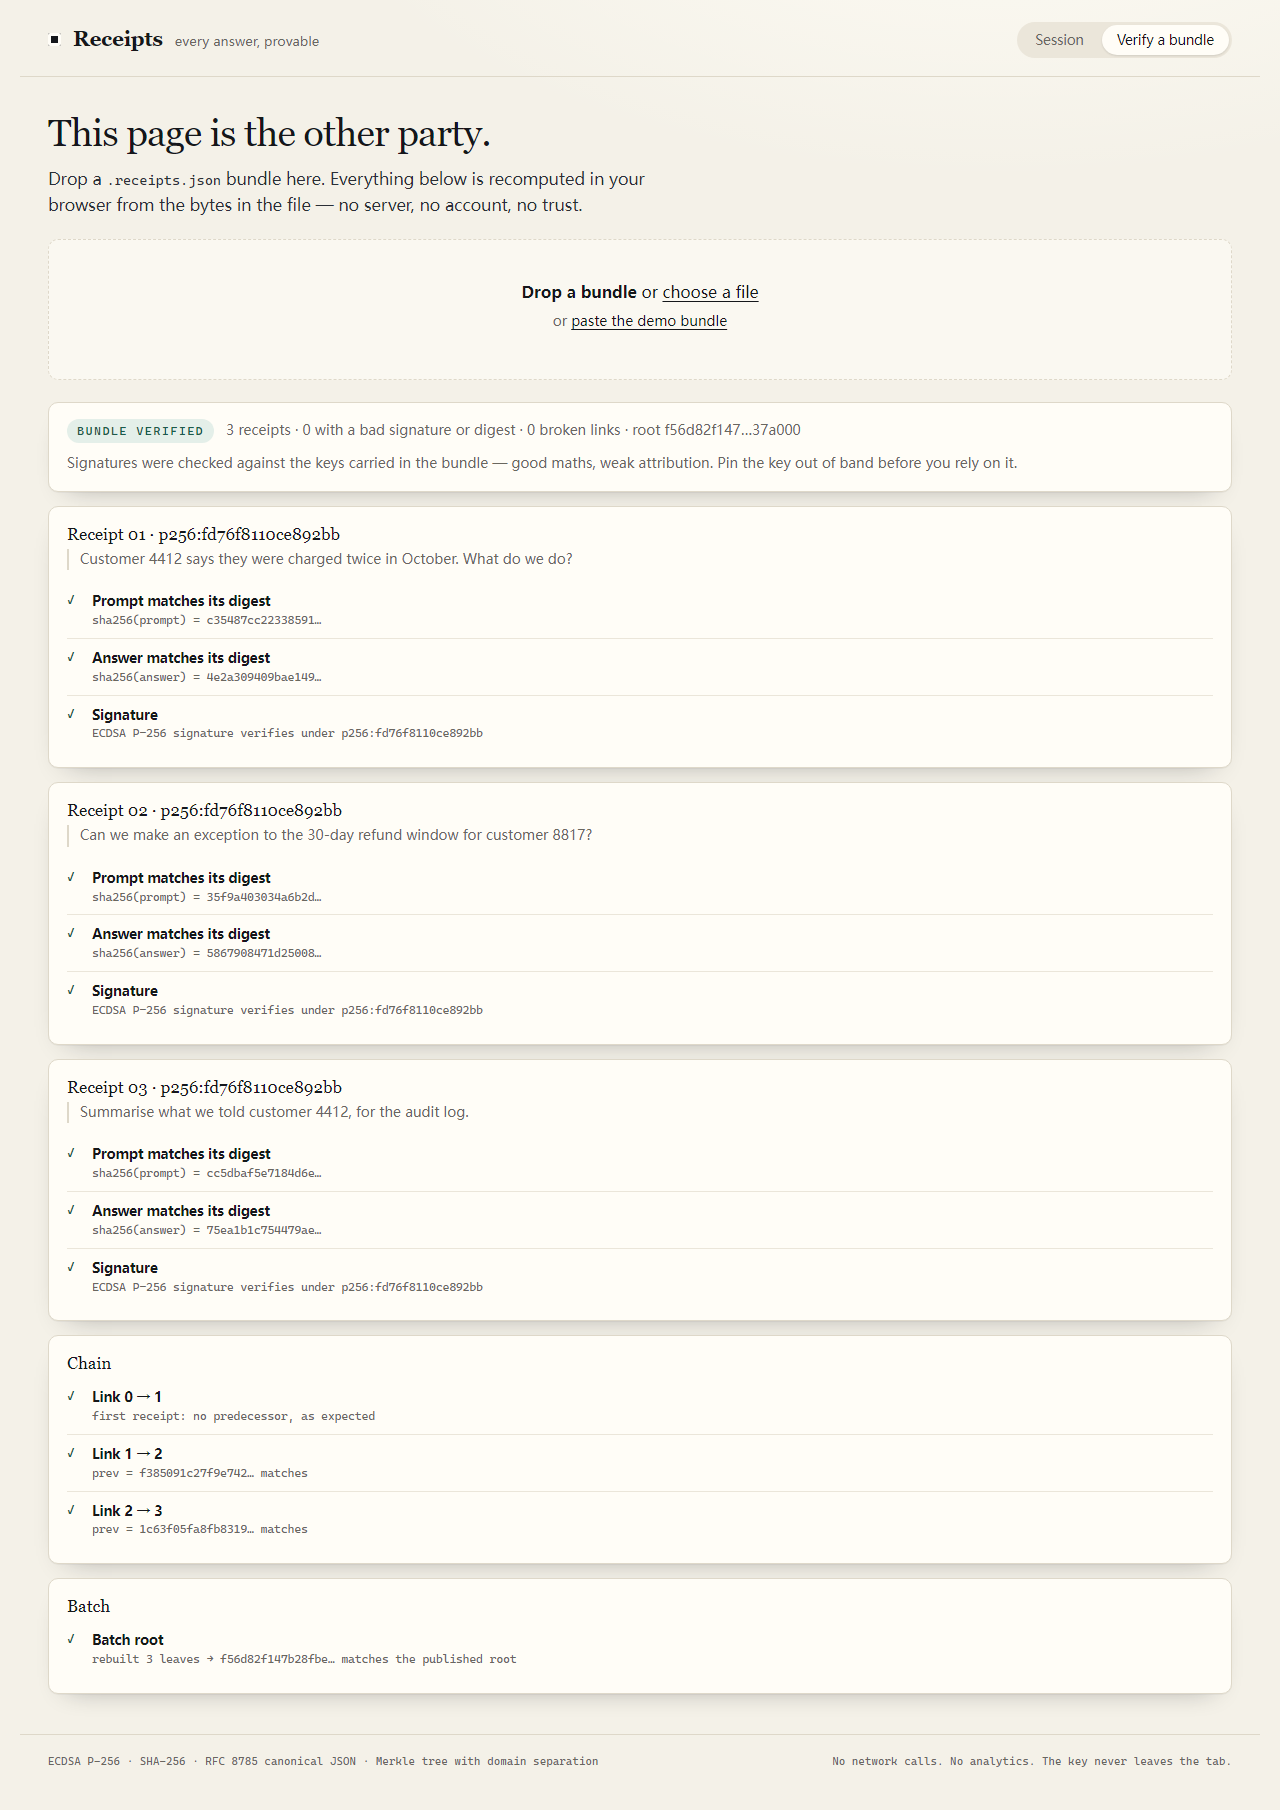 Receipts every answer, provable
Session
Verify a bundle
This page is the other party.
Drop a .receipts.json bundle here. Everything below is recomputed in your
browser from the bytes in the file — no server, no account, no trust.
Drop a bundle or choose a file
or paste the demo bundle
BUNDLE VERIFIED 3 receipts · 0 with a bad signature or digest · 0 broken links · root f56d82f147…37a000
Signatures were checked against the keys carried in the bundle — good maths, weak attribution. Pin the key out of band before you rely on it.
Receipt 01 · p256:fd76f8110ce892bb
Customer 4412 says they were charged twice in October. What do we do?
✓ Prompt matches its digest
sha256(prompt) = c35487cc22338591…
✓ Answer matches its digest
sha256(answer) = 4e2a309409bae149…
✓ Signature
ECDSA P-256 signature verifies under p256:fd76f8110ce892bb
Receipt 02 · p256:fd76f8110ce892bb
Can we make an exception to the 30-day refund window for customer 8817?
✓ Prompt matches its digest
sha256(prompt) = 35f9a403034a6b2d…
✓ Answer matches its digest
sha256(answer) = 5867908471d25008…
✓ Signature
ECDSA P-256 signature verifies under p256:fd76f8110ce892bb
Receipt 03 · p256:fd76f8110ce892bb
Summarise what we told customer 4412, for the audit log.
✓ Prompt matches its digest
sha256(prompt) = cc5dbaf5e7184d6e…
✓ Answer matches its digest
sha256(answer) = 75ea1b1c754479ae…
✓ Signature
ECDSA P-256 signature verifies under p256:fd76f8110ce892bb
Chain
✓ Link 0 → 1
first receipt: no predecessor, as expected
✓ Link 1 → 2
prev = f385091c27f9e742… matches
✓ Link 2 → 3
prev = 1c63f05fa8fb8319… matches
Batch
✓ Batch root
rebuilt 3 leaves → f56d82f147b28fbe… matches the published root
ECDSA P-256 · SHA-256 · RFC 8785 canonical JSON · Merkle tree with domain separation
No network calls. No analytics. The key never leaves the tab.